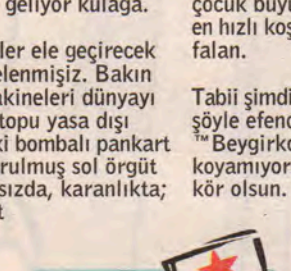 geliyor kulağa.
ler ele geçirecek
elenmişiz. Bakın
akineleri dünyayı
topu yasa dışı
ki bombalı pankart
rulmuş sol örgüt
sızda, karanlıkta;
t
çocuk büyü
en hızlı koş
falan.
Tabii şimdi
şöyle efend
™Beygirko
koyamıyor
kör olsun.